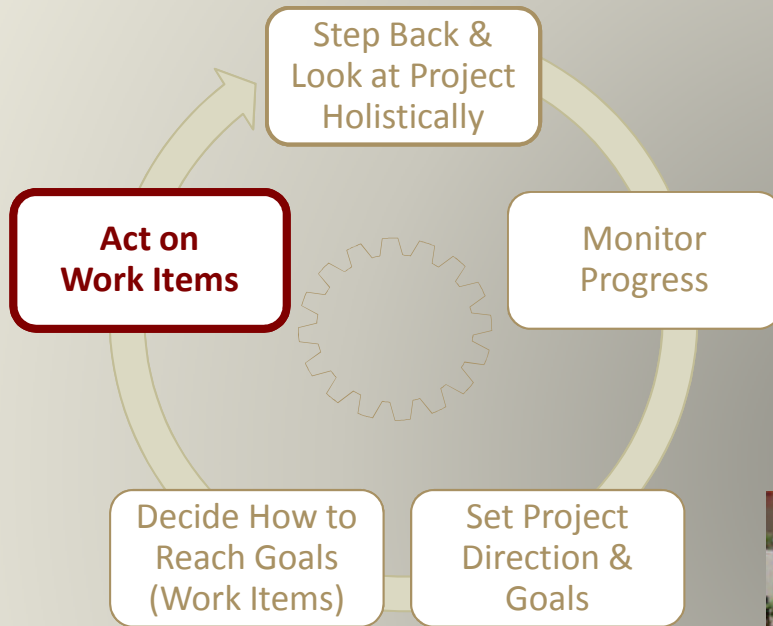 Step Back &
Look at Project
Holistically
Act on
Work Items
Monitor
Progress
Decide How to
Reach Goals
(Work Items)
Set Project
Direction &
Goals